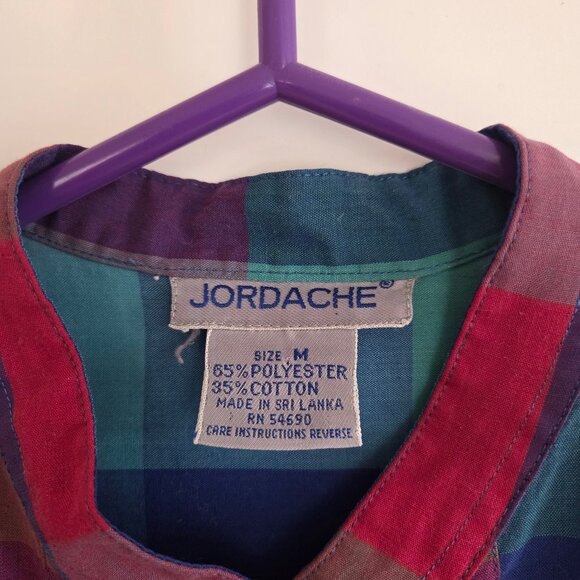 JORDACHE®
SIZE M
65% POLYESTER
35% COTTON
MADE IN SRI LANKA
RN 54690
CARE INSTRUCTIONS REVERSE